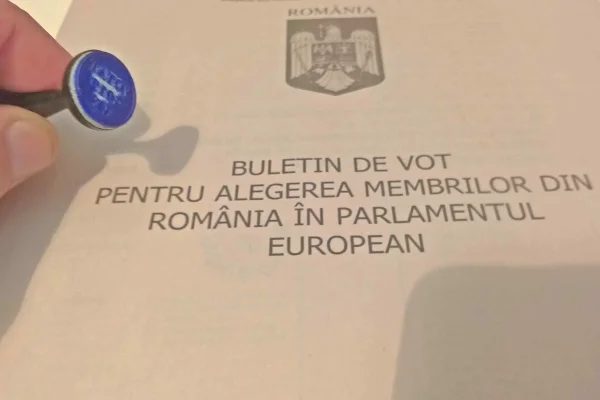 ROMÂNIA
BULETIN DE VOT
PENTRU ALEGEREA MEMBRILOR DIN
ROMÂNIA ÎN PARLAMENTUL
EUROPEAN